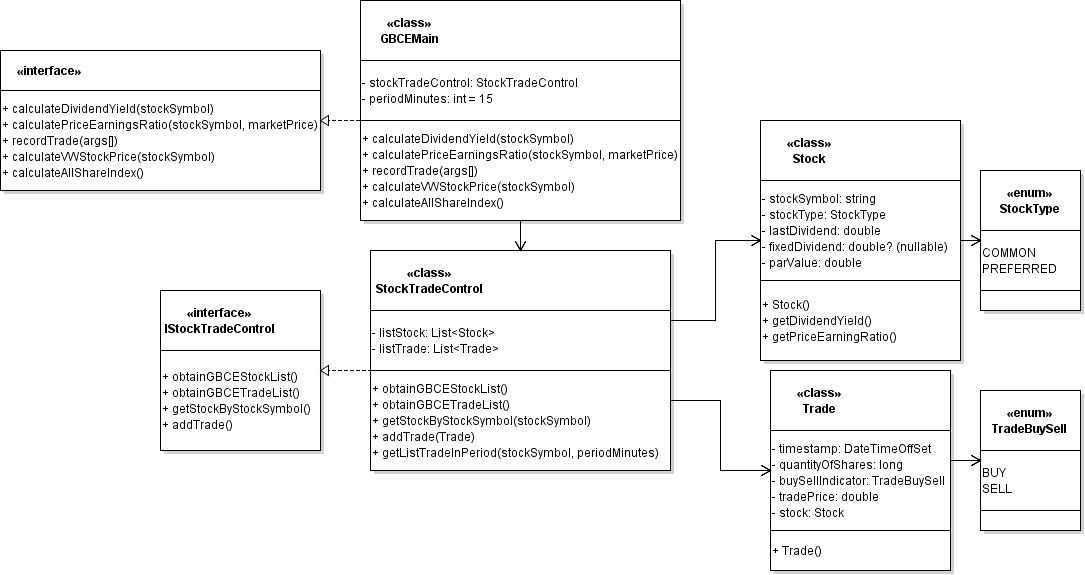 «interface»
+ calculateDividendYield(stockSymbol)
+ calculatePriceEarningsRatio(stockSymbol, marketPrice)
+ recordTrade(args[])
+ calculateVWStockPrice(stockSymbol)
+ calculateAllShareIndex()
«class»
GBCEMain
- stockTradeControl: StockTradeControl
- periodMinutes: int = 15
+ calculateDividendYield(stockSymbol)
+ calculatePriceEarningsRatio(stockSymbol, marketPrice)
+ recordTrade(args[])
+ calculateVWStockPrice(stockSymbol)
+ calculateAllShareIndex()
«interface»
IStockTradeControl
+ obtainGBCEStockList()
+ obtainGBCETradeList()
+ getStockByStockSymbol()
+ addTrade()
«class»
StockTradeControl
- listStock: List<Stock>
- listTrade: List<Trade>
+ obtainGBCEStockList()
+ obtainGBCETradeList()
+ getStockByStockSymbol(stockSymbol)
+ addTrade(Trade)
+ getListTradeInPeriod(stockSymbol, periodMinutes)
«class»
Stock
- stockSymbol: string
- stockType: StockType
- lastDividend: double
- fixedDividend: double? (nullable)
- parValue: double
+ Stock()
+ getDividendYield()
+ getPriceEarningRatio()
«enum»
StockType
COMMON
PREFERRED
«class»
Trade
- timestamp: DateTimeOffSet
- quantityOfShares: long
- buySellIndicator: TradeBuySell
- tradePrice: double
- stock: Stock
+ Trade()
«enum»
TradeBuySell
BUY
SELL